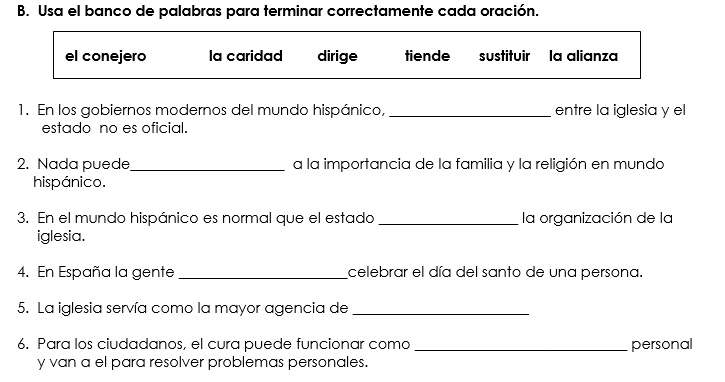 B. Usa el banco de palabras para terminar correctamente cada oración.
el conejero la caridad dirige tiende sustituir la alianza
1. En los gobiernos modernos del mundo hispánico, ____________________ entre la iglesia y el
estado no es oficial.
2. Nada puede____________________ a la importancia de la familia y la religión en mundo
hispánico.
3. En el mundo hispánico es normal que el estado __________________ la organización de la
iglesia.
4. En España la gente ______________________celebrar el día del santo de una persona.
5. La iglesia servía como la mayor agencia de _______________________
6. Para los ciudadanos, el cura puede funcionar como ____________________________ personal
y van a el para resolver problemas personales.